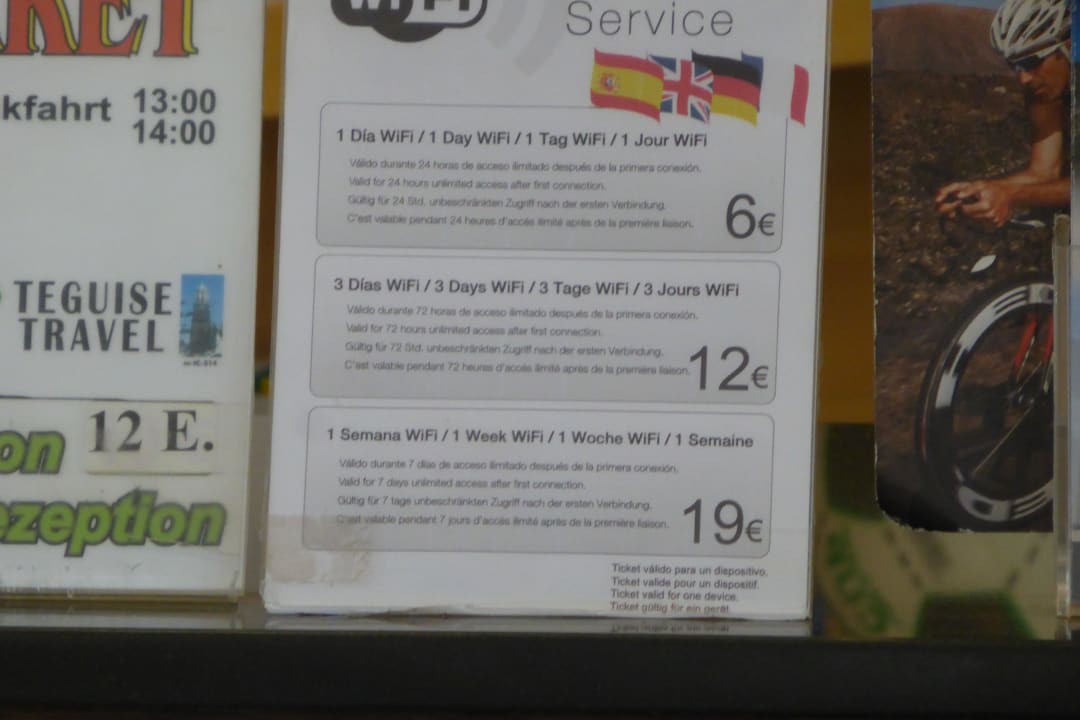 RKET
kfahrt 13:00
14:00
TEGUISE
TRAVEL
on 12 E.
ezeption
WiFi
Service
1 Día WiFi / 1 Day WiFi / 1 Tag WiFi / 1 Jour WiFi
Válido durante 24 horas de acceso ilimitado después de la primera conexión.
Valid for 24 hours unlimited access after first connection.
Gültig für 24 Std. unbeschränkten Zugriff nach der ersten Verbindung.
C'est valable pendant 24 heures d'accès ilimité après de la première liaison.
6€
3 Días WiFi / 3 Days WiFi / 3 Tage WiFi / 3 Jours WiFi
Válido durante 72 horas de acceso ilimitado después de la primera conexión.
Valid for 72 hours unlimited access after first connection.
Gültig für 72 Std. unbeschränkten Zugriff nach der ersten Verbindung.
C'est valable pendant 72 heures d'accès ilimité après de la première liaison.
12€
1 Semana WiFi / 1 Week WiFi / 1 Woche WiFi / 1 Semaine
Válido durante 7 días de acceso ilimitado después de la primera conexión.
Valid for 7 days unlimited access after first connection.
Gültig für 7 tage unbeschränkten Zugriff nach der ersten Verbindung.
C'est valable pendant 7 jours d'accès ilimité après de la première liaison.
19€
Ticket válido para un dispositivo.
Ticket valide pour un dispositif.
Ticket valid for one device.
Ticket gültig für ein gerät.